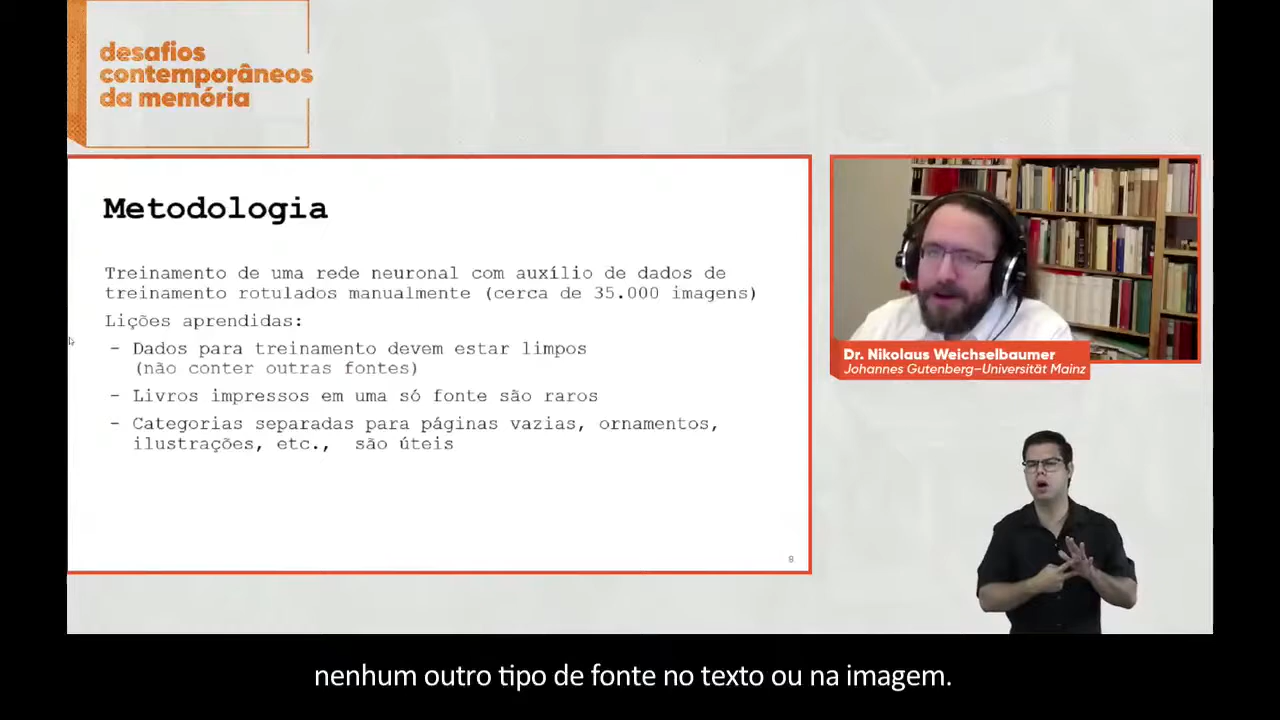 desafios
contemporâneos
da memória
Metodologia
Treinamento de uma rede neuronal com auxílio de dados de
treinamento rotulados manualmente (cerca de 35.000 imagens)
Lições aprendidas:
- Dados para treinamento devem estar limpos
(não conter outras fontes)
- Livros impressos em uma só fonte são raros
- Categorias separadas para páginas vazias, ornamentos,
ilustrações, etc., são úteis
8
Dr. Nikolaus Weichselbaumer
Johannes Gutenberg–Universität Mainz
nenhum outro tipo de fonte no texto ou na imagem.